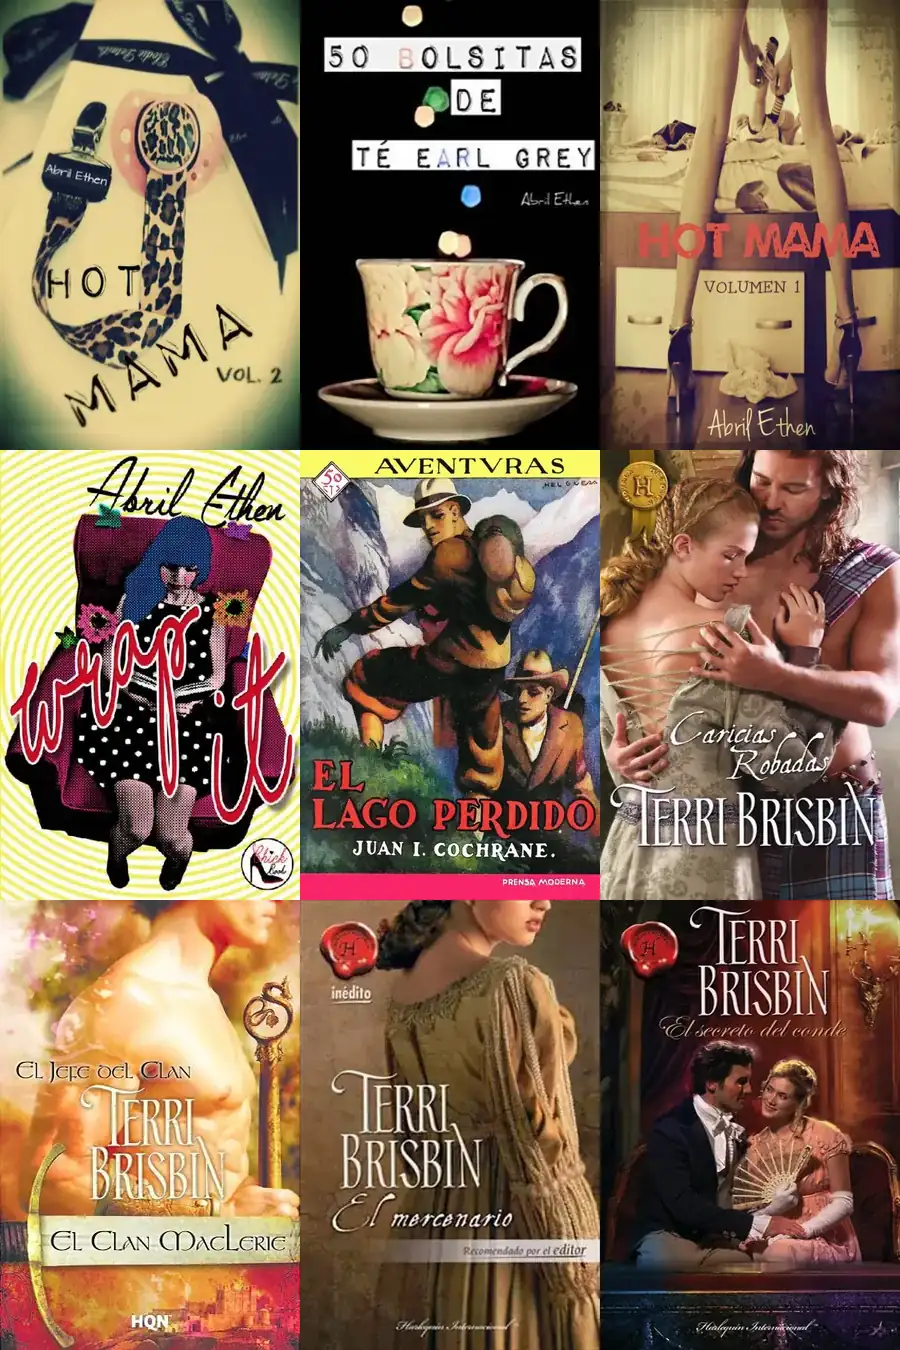 Abril Ethen
HOT
MAMA
VOL. 2
50 BOLSITAS
DE
TÉ EARL GREY
Abril Ethen
HOT MAMA
VOLUMEN 1
Abril Ethen
Abril Ethen
wrap
it
Chick
Book
AVENTVRAS
50
CTS
EL
LAGO PERDIDO
JUAN I. COCHRANE.
PRENSA MODERNA
H
Caricias
Robadas
TERRI BRISBIN
EL JEFE DEL CLAN
TERRI
BRISBIN
EL CLAN MACLERIE
HQN
H
inédito
TERRI
BRISBIN
El mercenario
Recomendado por el editor
Harlequin Internacional
H
TERRI
BRISBIN
El secreto del conde
Harlequin Internacional